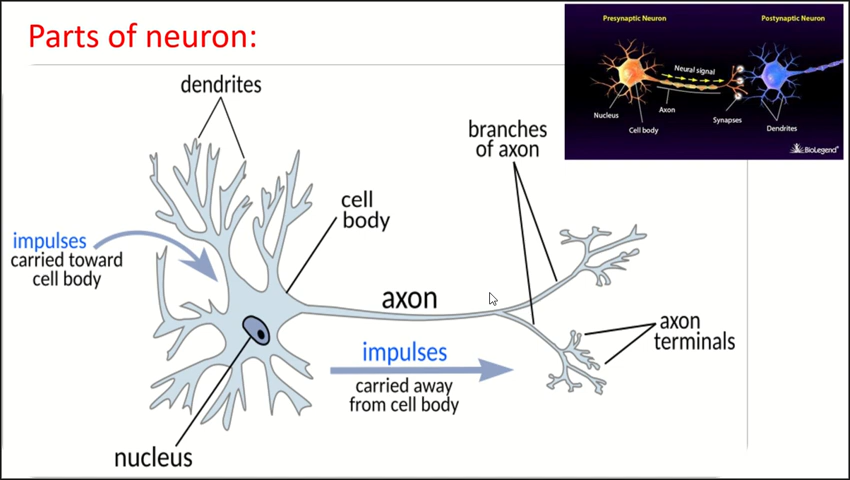 Parts of neuron:
dendrites
impulses
carried toward
cell body
cell
body
branches
of axon
axon
impulses
carried away
from cell body
axon
terminals
nucleus
Presynaptic Neuron
Postynaptic Neuron
Neural signal
Nucleus
Axon
Cell body
Synapses
Dendrites
BioLegend